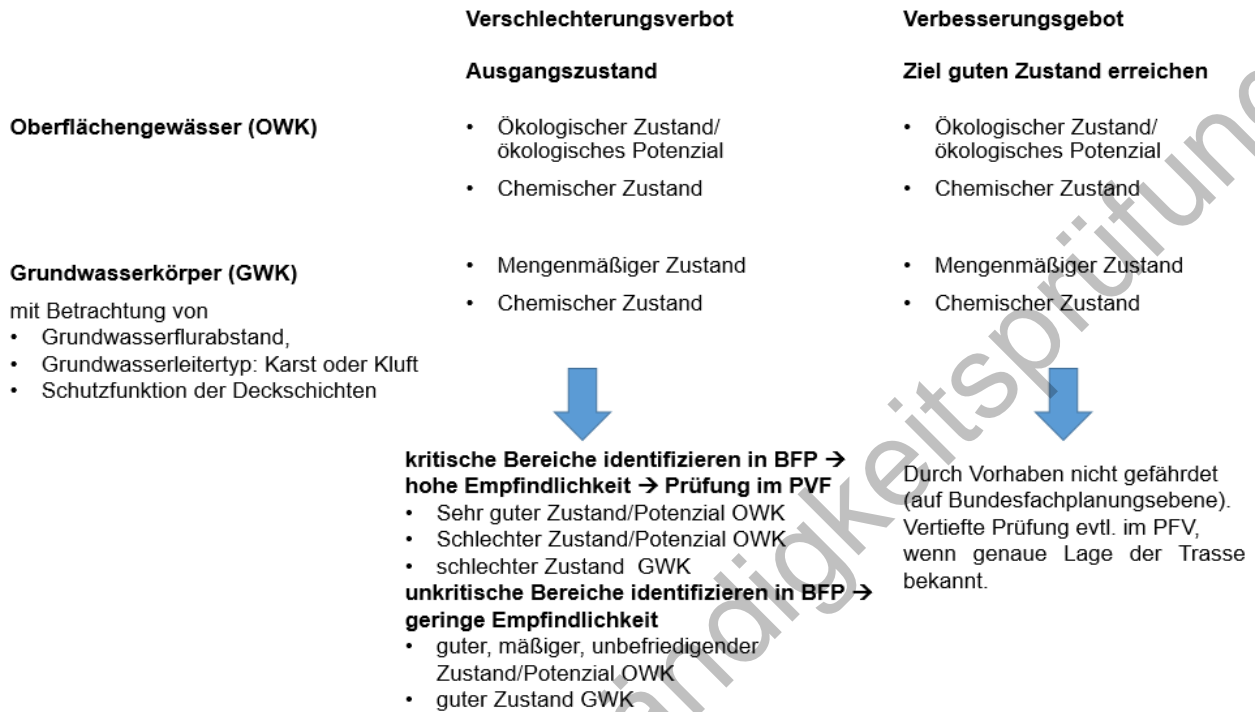 Verschlechterungsverbot
Verbesserungsgebot
Ausgangszustand
Ziel guten Zustand erreichen
Oberflächengewässer (OWK)
• Ökologischer Zustand/
ökologisches Potenzial
• Chemischer Zustand
• Ökologischer Zustand/
ökologisches Potenzial
• Chemischer Zustand
Grundwasserkörper (GWK)
mit Betrachtung von
• Grundwasserflurabstand,
• Grundwasserleitertyp: Karst oder Kluft
• Schutzfunktion der Deckschichten
• Mengenmäßiger Zustand
• Chemischer Zustand
• Mengenmäßiger Zustand
• Chemischer Zustand
kritische Bereiche identifizieren in BFP →
hohe Empfindlichkeit → Prüfung im PVF
• Sehr guter Zustand/Potenzial OWK
• Schlechter Zustand/Potenzial OWK
• schlechter Zustand GWK
unkritische Bereiche identifizieren in BFP →
geringe Empfindlichkeit
• guter, mäßiger, unbefriedigender
Zustand/Potenzial OWK
• guter Zustand GWK
Durch Vorhaben nicht gefährdet
(auf Bundesfachplanungsebene).
Vertiefte Prüfung evtl. im PFV,
wenn genaue Lage der Trasse
bekannt.
ändigkeitsprüfung